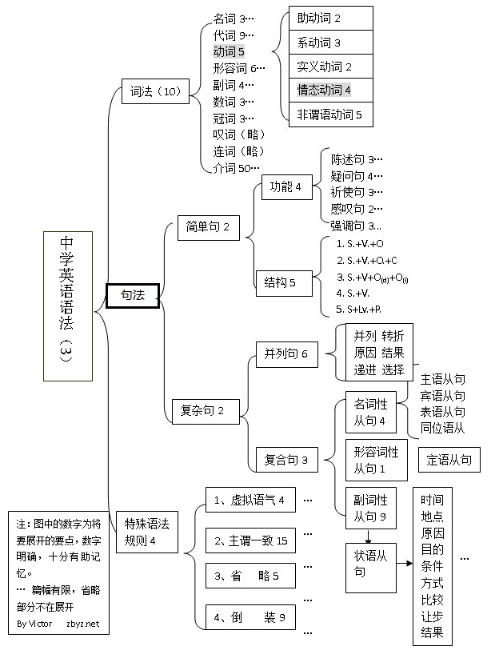 中学英语语法（3）
词法（10）
名词 3…
代词 9…
动词 5
形容词 6…
副词 4…
数词 3…
冠词 3…
叹词（略）
连词（略）
介词 50…
助动词 2
系动词 3
实义动词 2
情态动词 4
非谓语动词 5
句法
简单句 2
功能 4
陈述句 3…
疑问句 4…
祈使句 3…
感叹句 2…
强调句 3…
结构 5
1. S.+V.+O
2. S.+V.+O.+C
3. S.+V+O(d)+O(i)
4. S.+V.
5. S+Lv.+P.
复杂句 2
并列句 6
并列 转折
原因 结果
递进 选择
复合句 3
名词性
从句 4
主语从句
宾语从句
表语从句
同位语从
形容词性
从句 1
定语从句
副词性
从句 9
状语从
句
时间
地点
原因
目的
条件
方式
比较
让步
结果
…
特殊语法
规则 4
1、虚拟语气 4 …
2、主谓一致 15 …
3、省 略 5 …
4、倒 装 9 …
注：图中的数字为将
要展开的要点，数字
明确，十分有助记
忆。
… 篇幅有限，省略
部分不在展开
By Victor zbyz.net